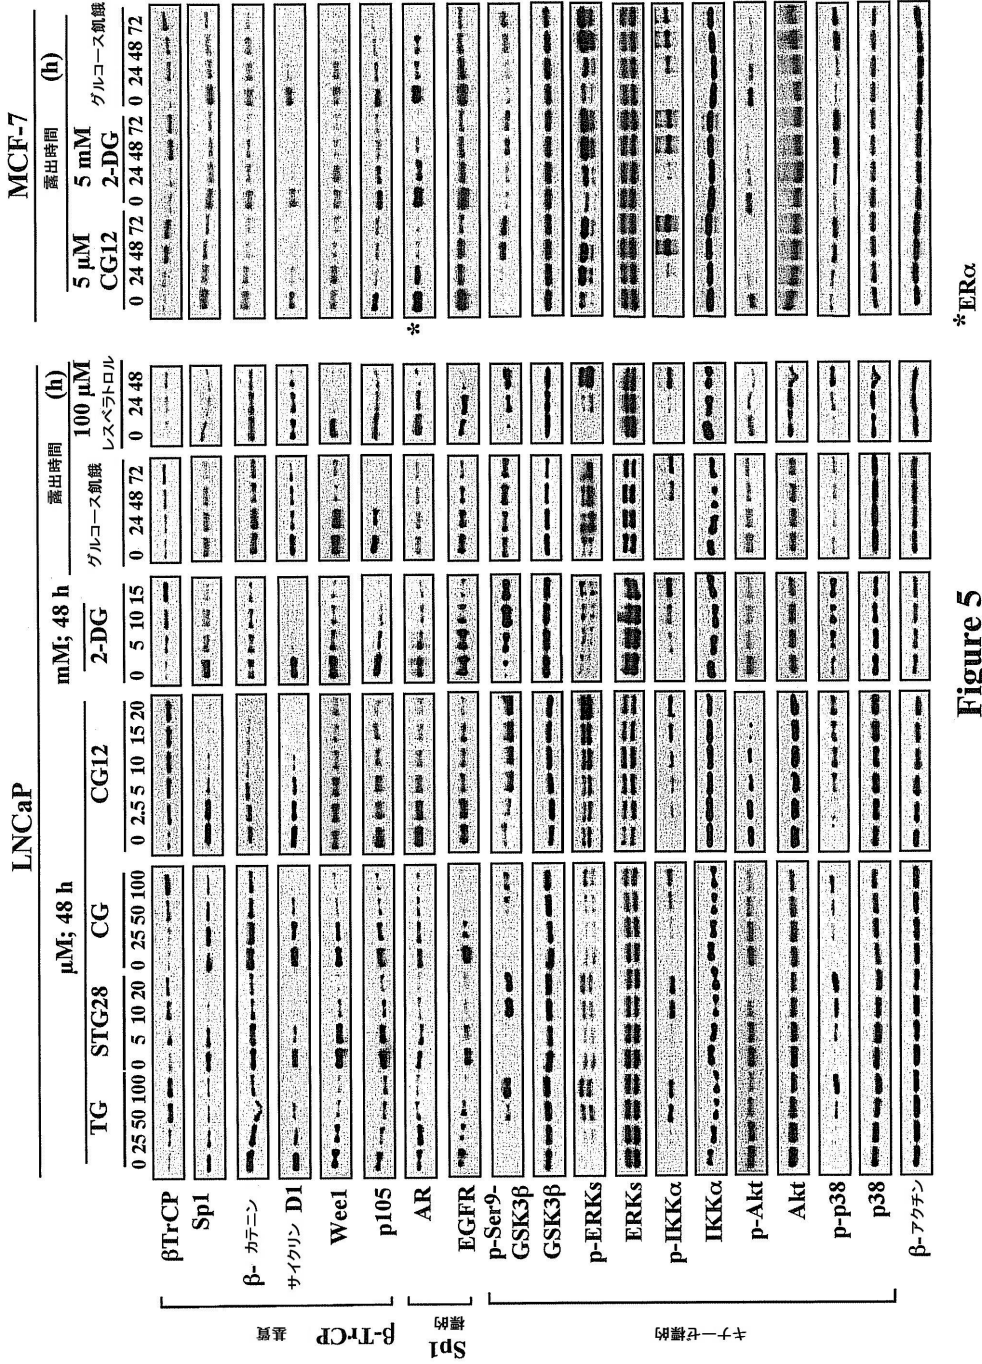 LNCaP
MCF-7
μM; 48 h
mM; 48 h
露出時間 (h)
露出時間 (h)
TG
STG28
CG
CG12
2-DG
グルコース飢餓
100 μM
レスベラトロル
5 μM
CG12
5 mM
2-DG
グルコース飢餓
0 25 50 100
0 5 10 20
0 25 50 100
0 2.5 5 10 15 20
0 5 10 15
0 24 48 72
0 24 48
0 24 48 72
0 24 48 72
0 24 48 72
βTrCP
Sp1
β- カテニン
サイクリン D1
Wee1
p105
AR
*
EGFR
p-Ser9-
GSK3β
GSK3β
p-ERKs
ERKs
p-IKKα
IKKα
p-Akt
Akt
p-p38
p38
β- アクチン
β-TrCP
基質
Sp1
標的
キナーゼ標的
*ERα
Figure 5